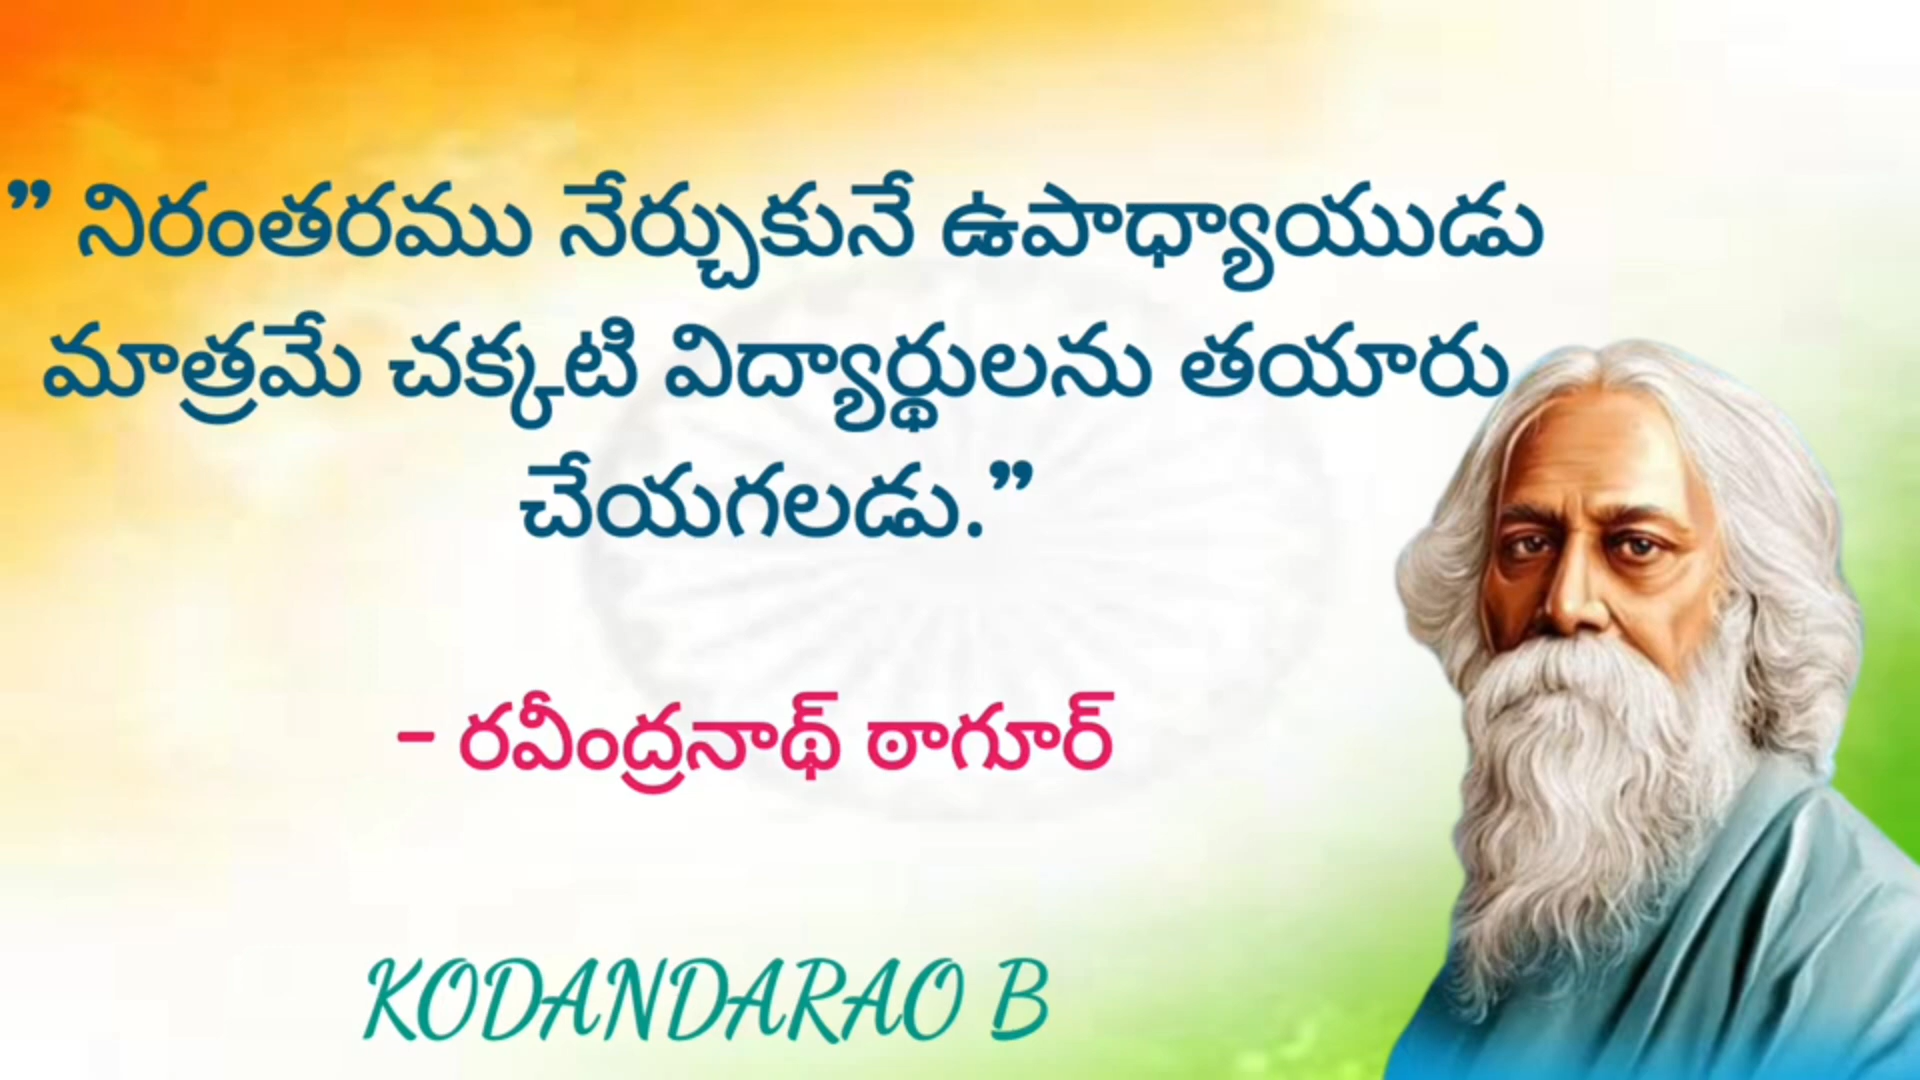 ” నిరంతరము నేర్చుకునే ఉపాధ్యాయుడు
మాత్రమే చక్కటి విద్యార్థులను తయారు
చేయగలడు.”
- రవీంద్రనాథ్ ఠాగూర్
KODANDARAO B